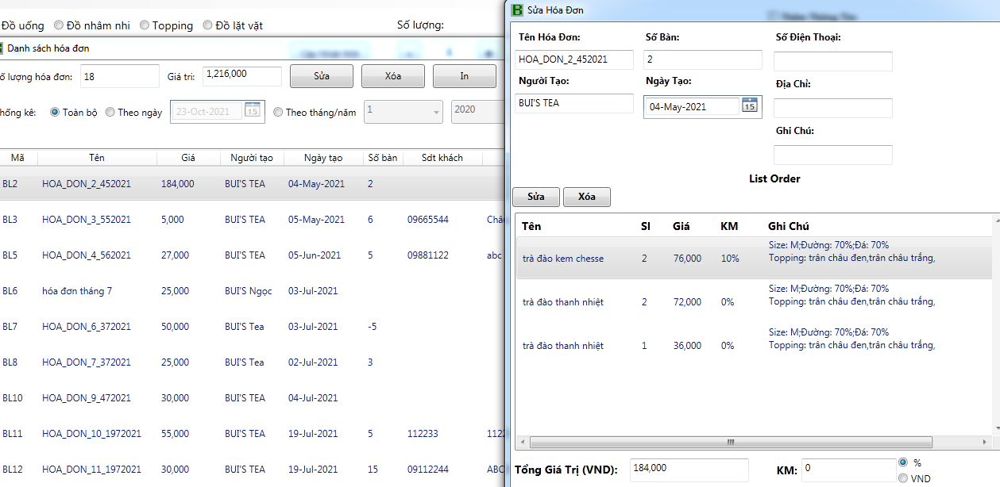 Đồ uống Đồ nhâm nhi Topping Đồ lặt vặt Số lượng:
Danh sách hóa đơn
ố lượng hóa đơn: 18 Giá trị: 1,216,000 Sửa Xóa In
hống kê: Toàn bộ Theo ngày 23-Oct-2021 15 Theo tháng/năm 1 2020
Mã Tên Giá Người tạo Ngày tạo Số bàn Sdt khách
BL2 HOA_DON_2_452021 184,000 BUI'S TEA 04-May-2021 2
BL3 HOA_DON_3_552021 5,000 BUI'S TEA 05-May-2021 6 09665544 Châ
BL5 HOA_DON_4_562021 27,000 BUI'S TEA 05-Jun-2021 5 09881122 abc
BL6 hóa đơn tháng 7 25,000 BUI'S Ngọc 03-Jul-2021
BL7 HOA_DON_6_372021 50,000 BUI'S Tea 03-Jul-2021 -5
BL8 HOA_DON_7_372021 25,000 BUI'S Tea 02-Jul-2021 3
BL10 HOA_DON_9_472021 30,000 BUI'S TEA 04-Jul-2021
BL11 HOA_DON_10_1972021 55,000 BUI'S TEA 19-Jul-2021 5 112233 112
BL12 HOA_DON_11_1972021 30,000 BUI'S TEA 19-Jul-2021 15 09112244 ABC
B Sửa Hóa Đơn
Tên Hóa Đơn: Số Bàn: Số Điện Thoại:
HOA_DON_2_452021 2
Người Tạo: Ngày Tạo: Địa Chỉ:
BUI'S TEA 04-May-2021 15
Ghi Chú:
List Order
Sửa Xóa
Tên Sl Giá KM Ghi Chú
trà đào kem chesse 2 76,000 10% Size: M;Đường: 70%;Đá: 70%
Topping: trân châu đen,trân châu trắng,
trà đào thanh nhiệt 2 72,000 0% Size: M;Đường: 70%;Đá: 70%
Topping: trân châu đen,trân châu trắng,
trà đào thanh nhiệt 1 36,000 0% Size: M;Đường: 70%;Đá: 70%
Topping: trân châu đen,trân châu trắng,
Tổng Giá Trị (VND): 184,000 KM: 0 %
VND